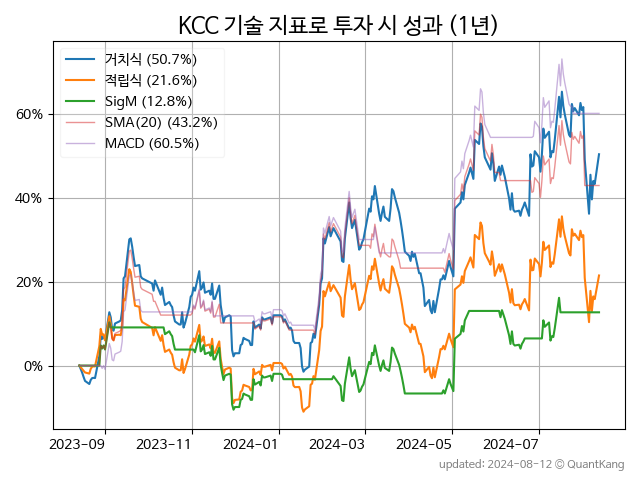 KCC 기술 지표로 투자 시 성과 (1년)
거치식 (50.7%)
적립식 (21.6%)
SigM (12.8%)
SMA(20) (43.2%)
MACD (60.5%)
60%
40%
20%
0%
2023-09 2023-11 2024-01 2024-03 2024-05 2024-07
updated: 2024-08-12 © QuantKang